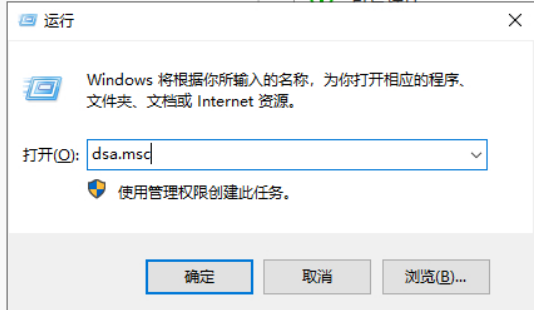 运行
Windows 将根据你所输入的名称，为你打开相应的程序、
文件夹、文档或 Internet 资源。
打开(O): dsa.msc
使用管理权限创建此任务。
确定 取消 浏览(B)...